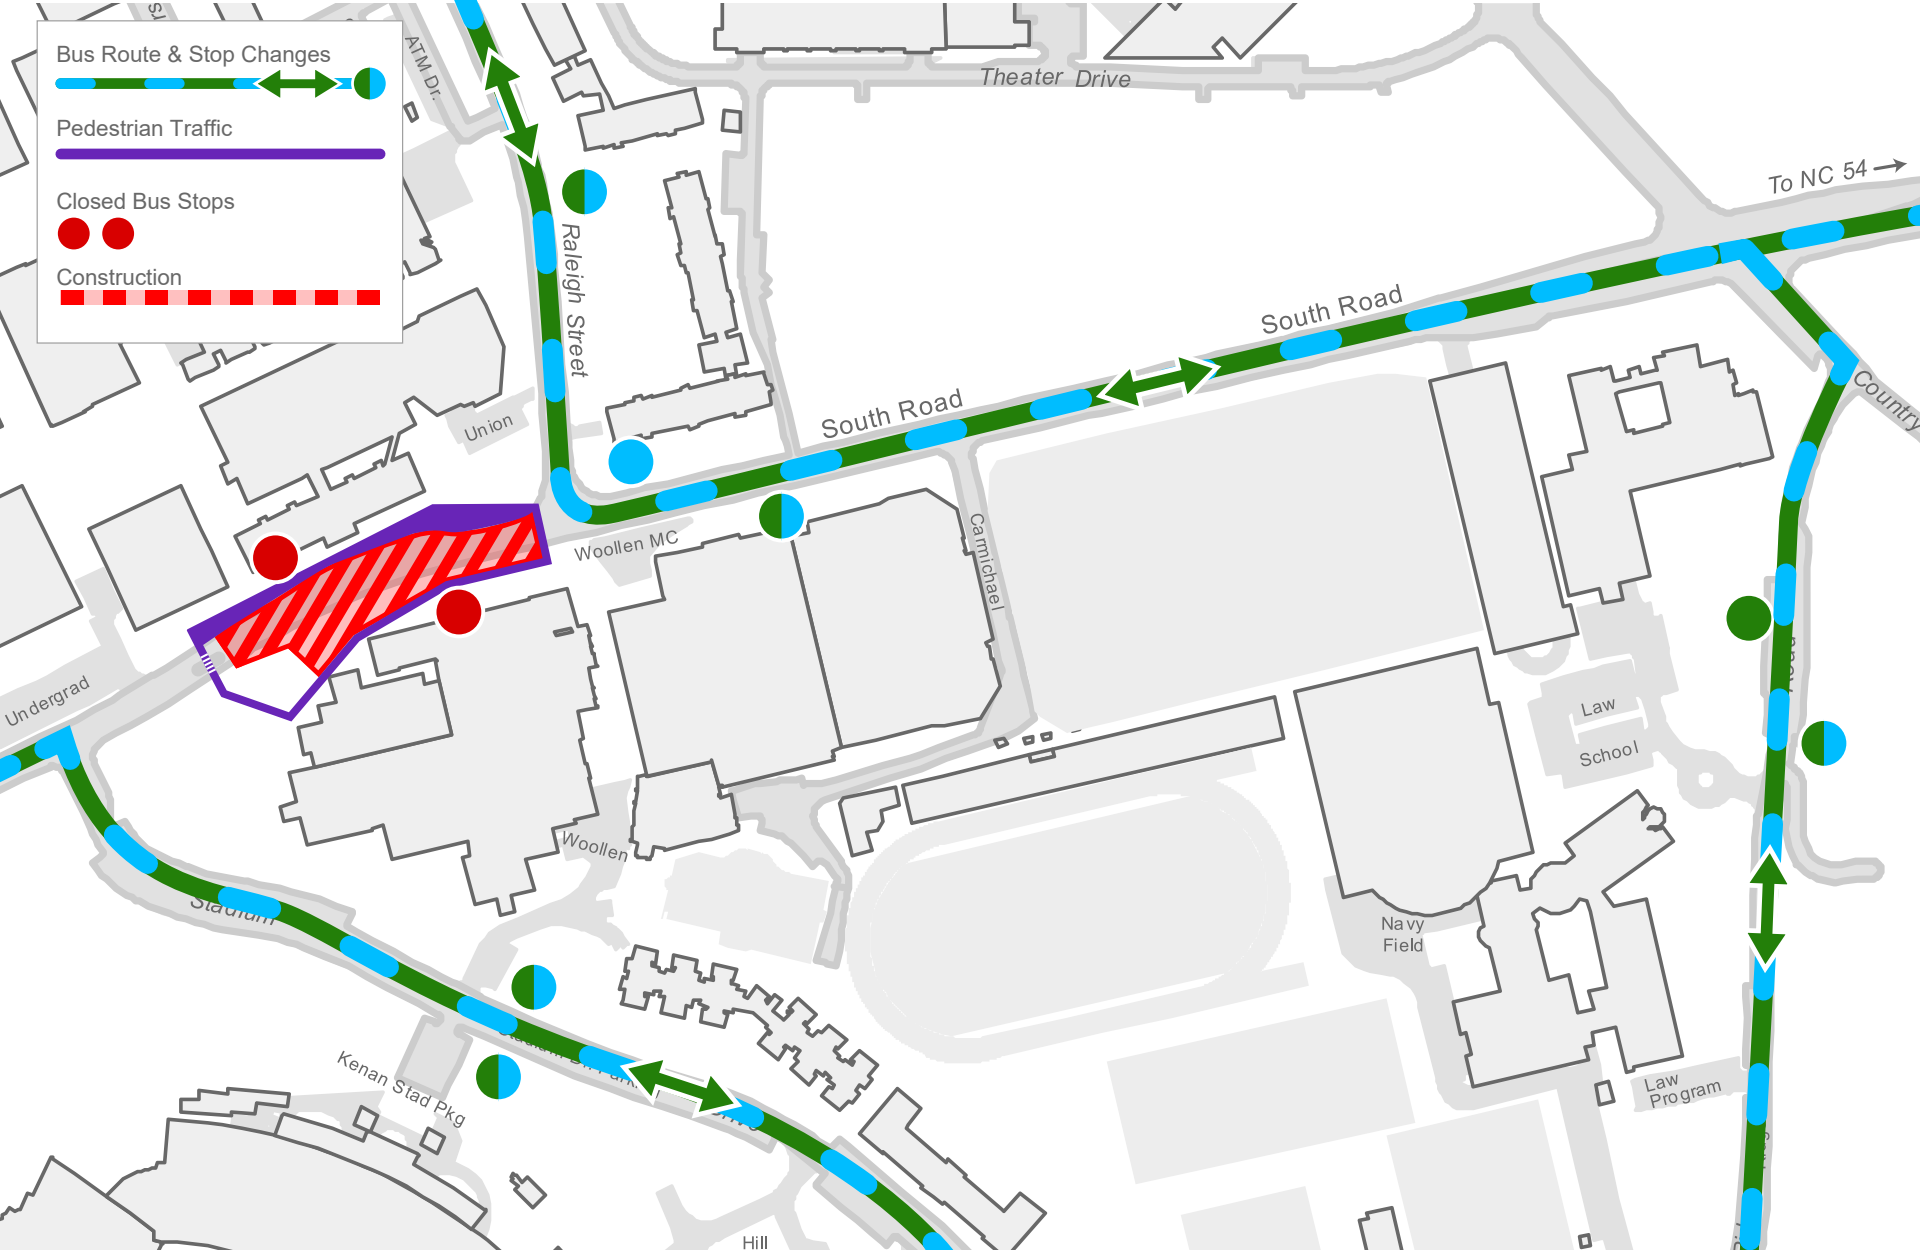 Bus Route & Stop Changes
Pedestrian Traffic
Closed Bus Stops
Construction
ATM Dr.
Theater Drive
To NC 54
Raleigh Street
South Road
South Road
Country
Union
Woollen MC
Carmichael
Undergrad
Law
School
Woollen
Stadium
Navy
Field
Kenan Stad Pkg
Law
Program
Hill